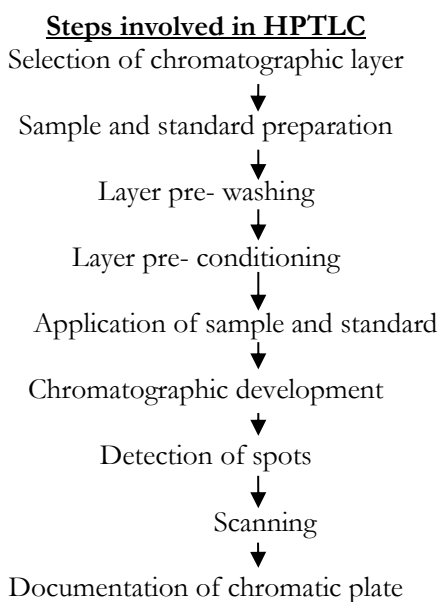 Steps involved in HPTLC
Selection of chromatographic layer
Sample and standard preparation
Layer pre- washing
Layer pre- conditioning
Application of sample and standard
Chromatographic development
Detection of spots
Scanning
Documentation of chromatic plate